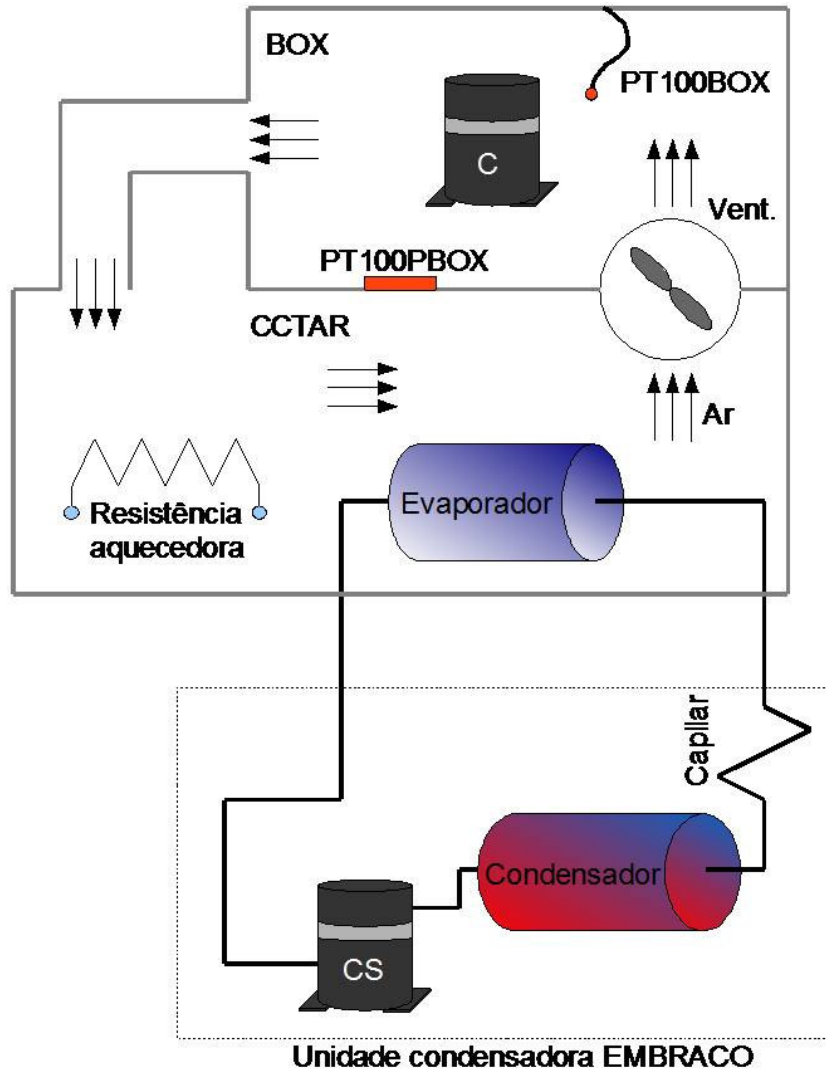 BOX
PT100BOX
C
Vent.
PT100PBOX
CCTAR
Ar
Evaporador
Resistência
aquecedora
Capilar
Condensador
CS
Unidade condensadora EMBRACO